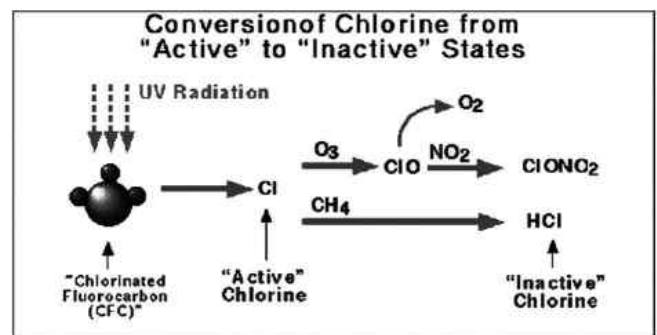 Conversionof Chlorine from
“Active” to “Inactive” States
UV Radiation
O2
O3
ClO
NO2
ClONO2
Cl
CH4
HCl
"Chlorinated
Fluorocarbon
(CFC)"
“Active”
Chlorine
“Inactive”
Chlorine